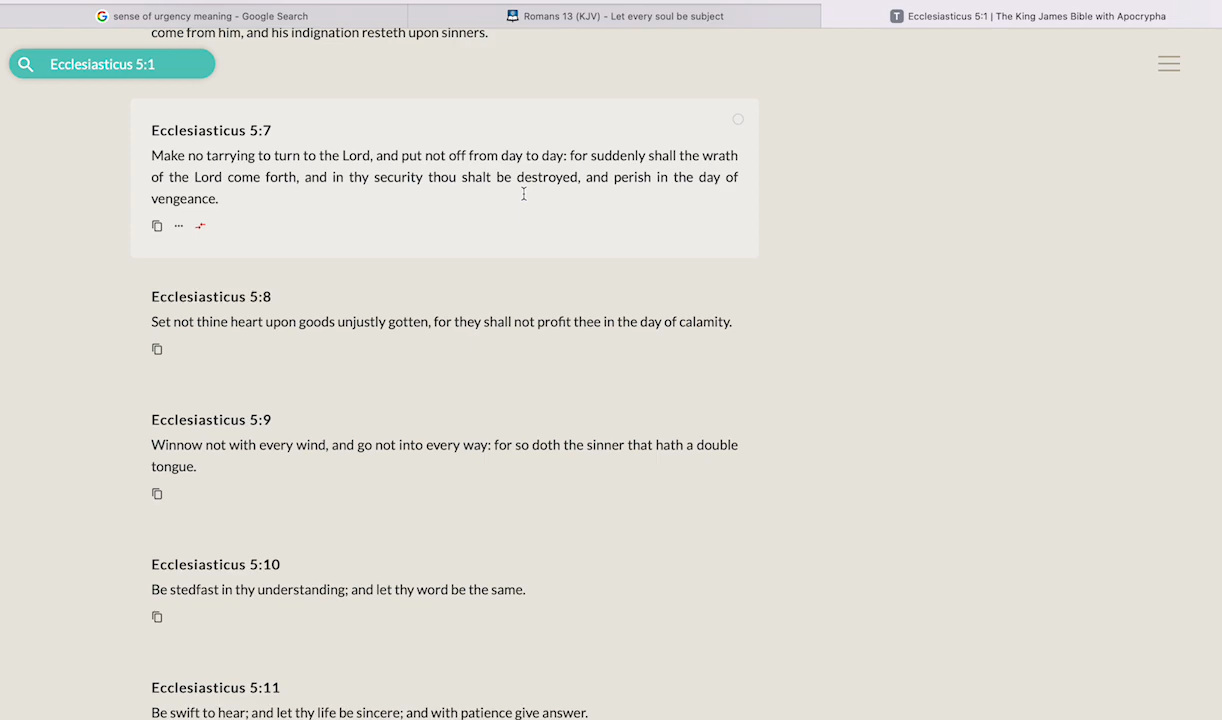 sense of urgency meaning - Google Search
Romans 13 (KJV) - Let every soul be subject
T Ecclesiasticus 5:1 | The King James Bible with Apocrypha
come from him, and his indignation resteth upon sinners.
Ecclesiasticus 5:1
Ecclesiasticus 5:7
Make no tarrying to turn to the Lord, and put not off from day to day: for suddenly shall the wrath
of the Lord come forth, and in thy security thou shalt be destroyed, and perish in the day of
vengeance.
Ecclesiasticus 5:8
Set not thine heart upon goods unjustly gotten, for they shall not profit thee in the day of calamity.
Ecclesiasticus 5:9
Winnow not with every wind, and go not into every way: for so doth the sinner that hath a double
tongue.
Ecclesiasticus 5:10
Be stedfast in thy understanding; and let thy word be the same.
Ecclesiasticus 5:11
Be swift to hear; and let thy life be sincere; and with patience give answer.